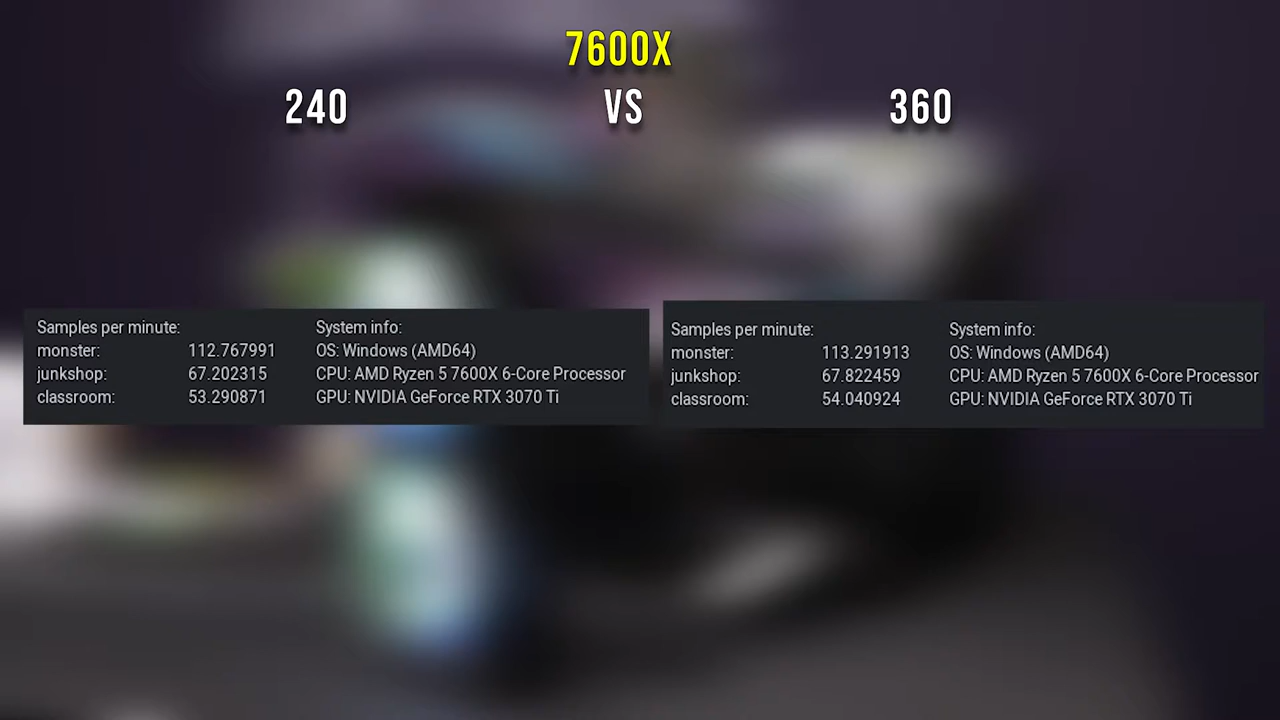 7600X
240 VS 360
Samples per minute:
monster: 112.767991
junkshop: 67.202315
classroom: 53.290871
System info:
OS: Windows (AMD64)
CPU: AMD Ryzen 5 7600X 6-Core Processor
GPU: NVIDIA GeForce RTX 3070 Ti
Samples per minute:
monster: 113.291913
junkshop: 67.822459
classroom: 54.040924
System info:
OS: Windows (AMD64)
CPU: AMD Ryzen 5 7600X 6-Core Processor
GPU: NVIDIA GeForce RTX 3070 Ti